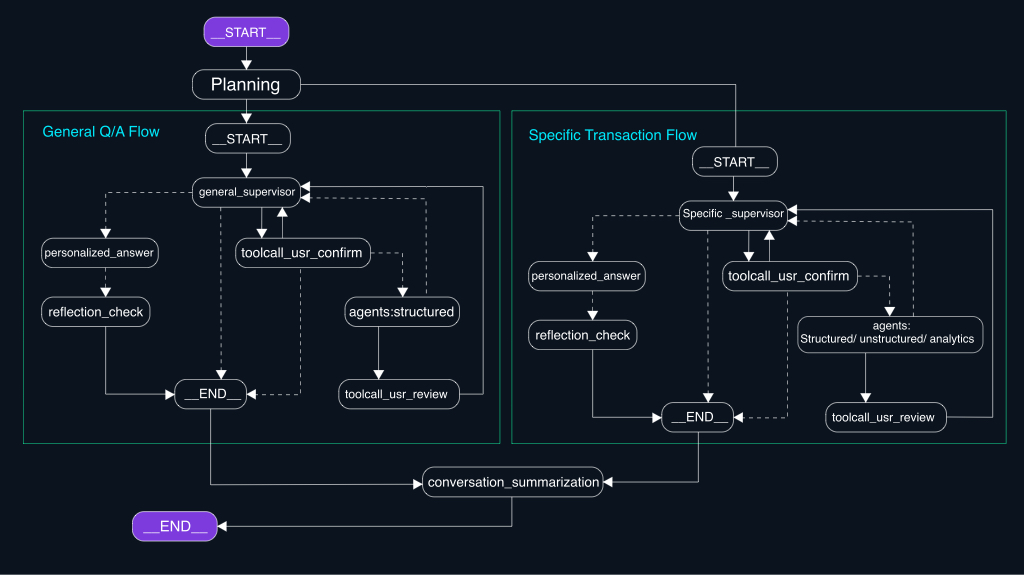 __START__
Planning
General Q/A Flow
__START__
general_supervisor
personalized_answer
toolcall_usr_confirm
reflection_check
agents:structured
__END__
toolcall_usr_review
Specific Transaction Flow
__START__
Specific _supervisor
personalized_answer
toolcall_usr_confirm
reflection_check
agents:
Structured/ unstructured/ analytics
__END__
toolcall_usr_review
conversation_summarization
__END__